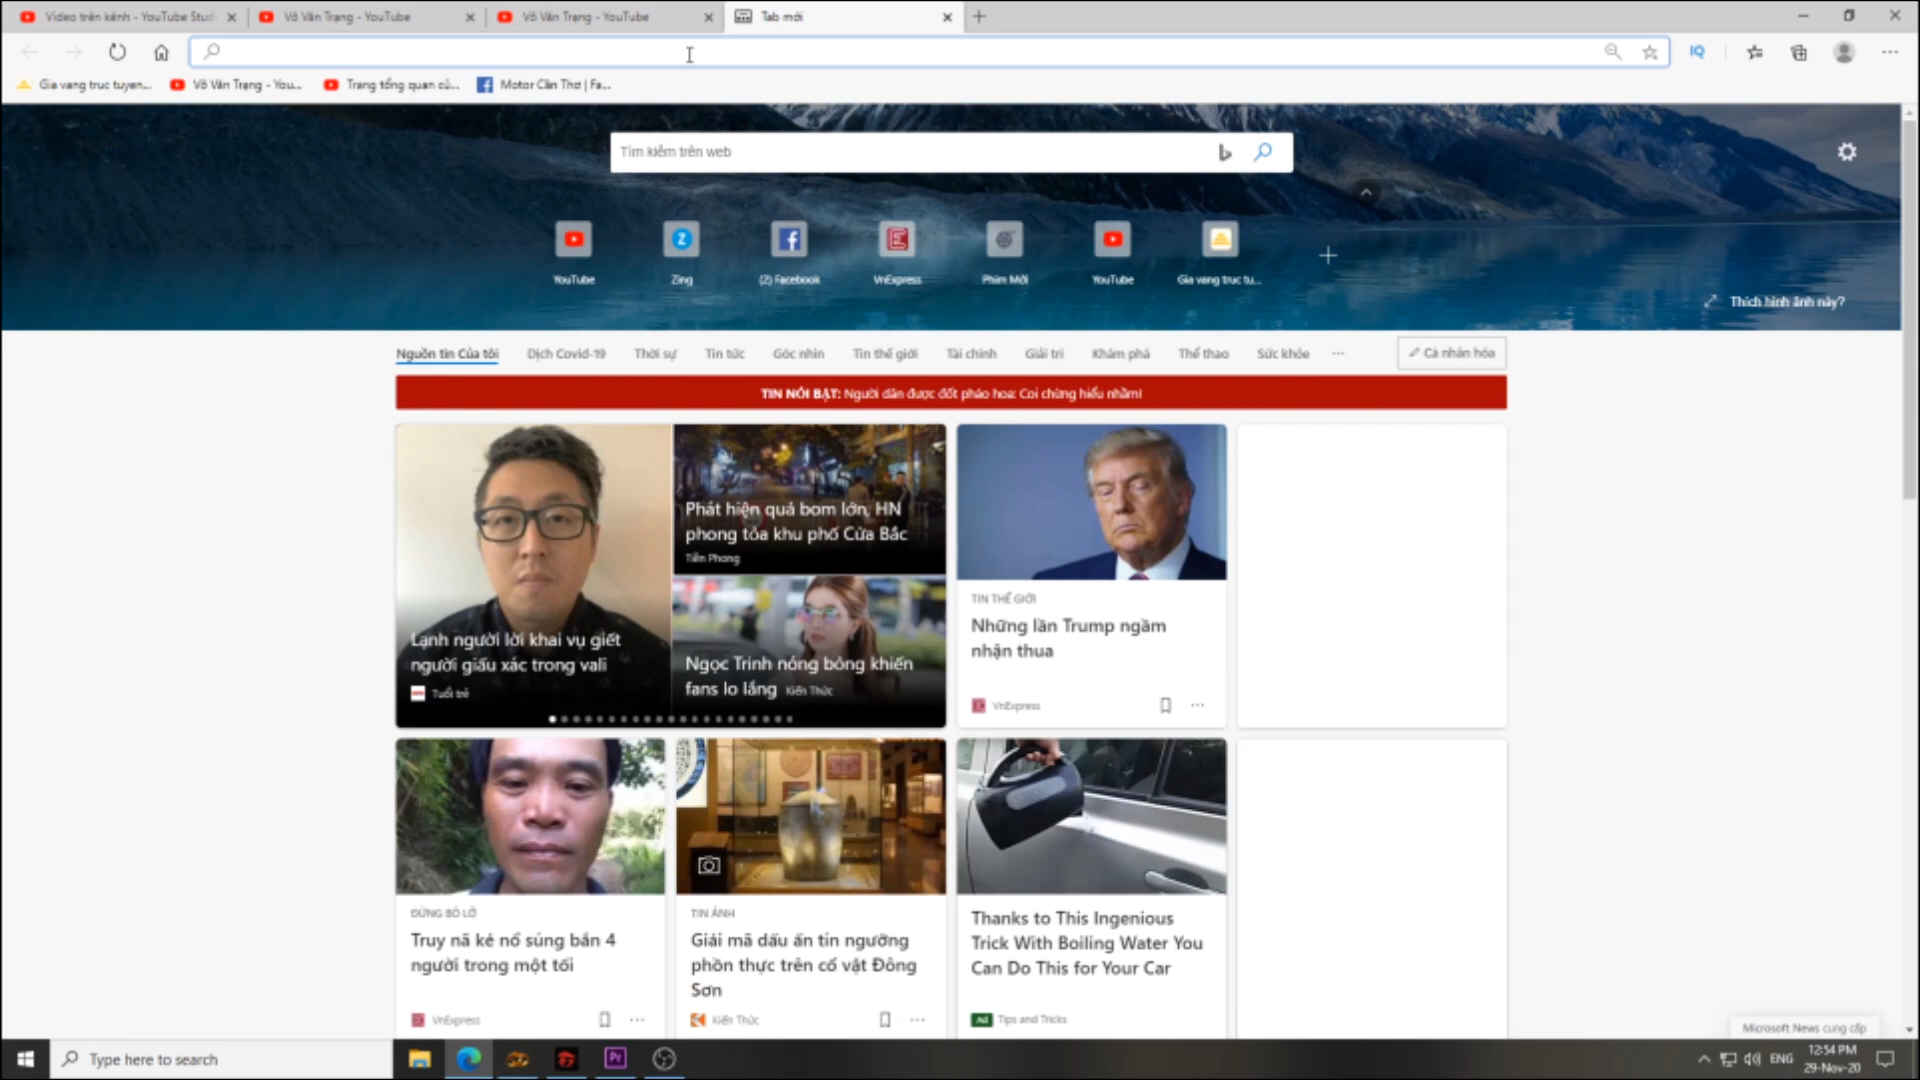 Video trên kênh - YouTube Stud
Võ Văn Trạng - YouTube
Võ Văn Trạng - YouTube
Tab mới
IQ
Gia vang truc tuyen...
Võ Văn Trạng - You...
Trang tổng quan củ...
Motor Cần Thơ | Fa...
Tìm kiếm trên web
YouTube
Zing
(2) Facebook
VnExpress
Phim Mới
YouTube
Gia vang truc tu...
Thích hình ảnh này?
Nguồn tin Của tôi
Dịch Covid-19
Thời sự
Tin tức
Góc nhìn
Tin thế giới
Tài chính
Giải trí
Khám phá
Thể thao
Sức khỏe
Cá nhân hóa
TIN NỔI BẬT: Người dân được đốt pháo hoa: Coi chừng hiểu nhầm!
Lạnh người lời khai vụ giết
người giấu xác trong vali
Tuổi trẻ
Phát hiện quả bom lớn, HN
phong tỏa khu phố Cửa Bắc
Tiền Phong
Ngọc Trinh nóng bỏng khiến
fans lo lắng Kiến Thức
TIN THẾ GIỚI
Những lần Trump ngầm
nhận thua
VnExpress
ĐỪNG BỎ LỠ
Truy nã kẻ nổ súng bắn 4
người trong một tối
VnExpress
TIN ẢNH
Giải mã dấu ấn tín ngưỡng
phồn thực trên cổ vật Đông
Sơn
Kiến Thức
Thanks to This Ingenious
Trick With Boiling Water You
Can Do This for Your Car
Ad Tips and Tricks
Microsoft News cung cấp
Type here to search
Pr
ENG
12:54 PM
29-Nov-20